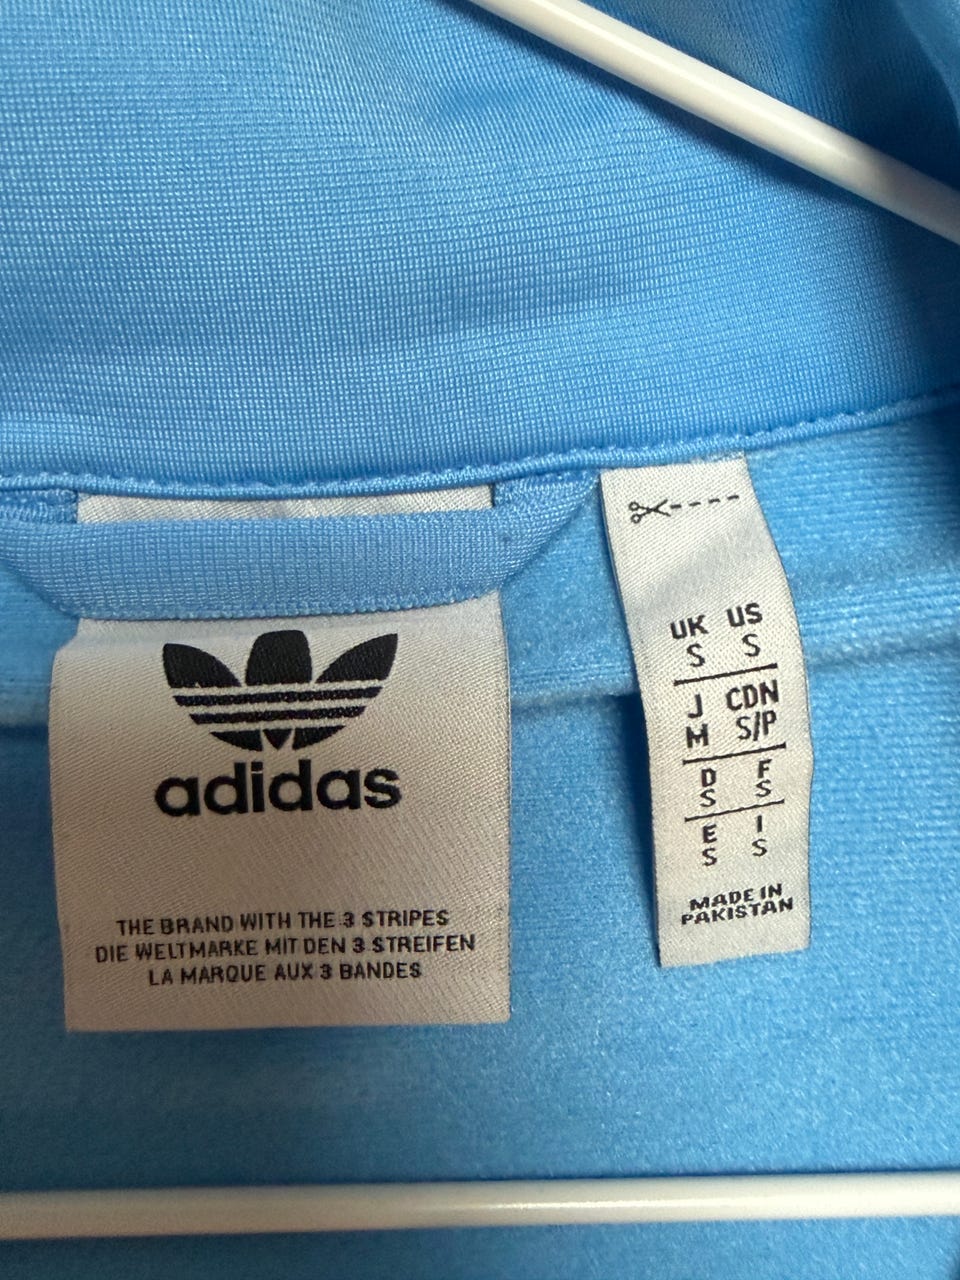 adidas
THE BRAND WITH THE 3 STRIPES
DIE WELTMARKE MIT DEN 3 STREIFEN
LA MARQUE AUX 3 BANDES
UK US
S S
J CDN
M S/P
D F
S S
E I
S S
MADE IN
PAKISTAN